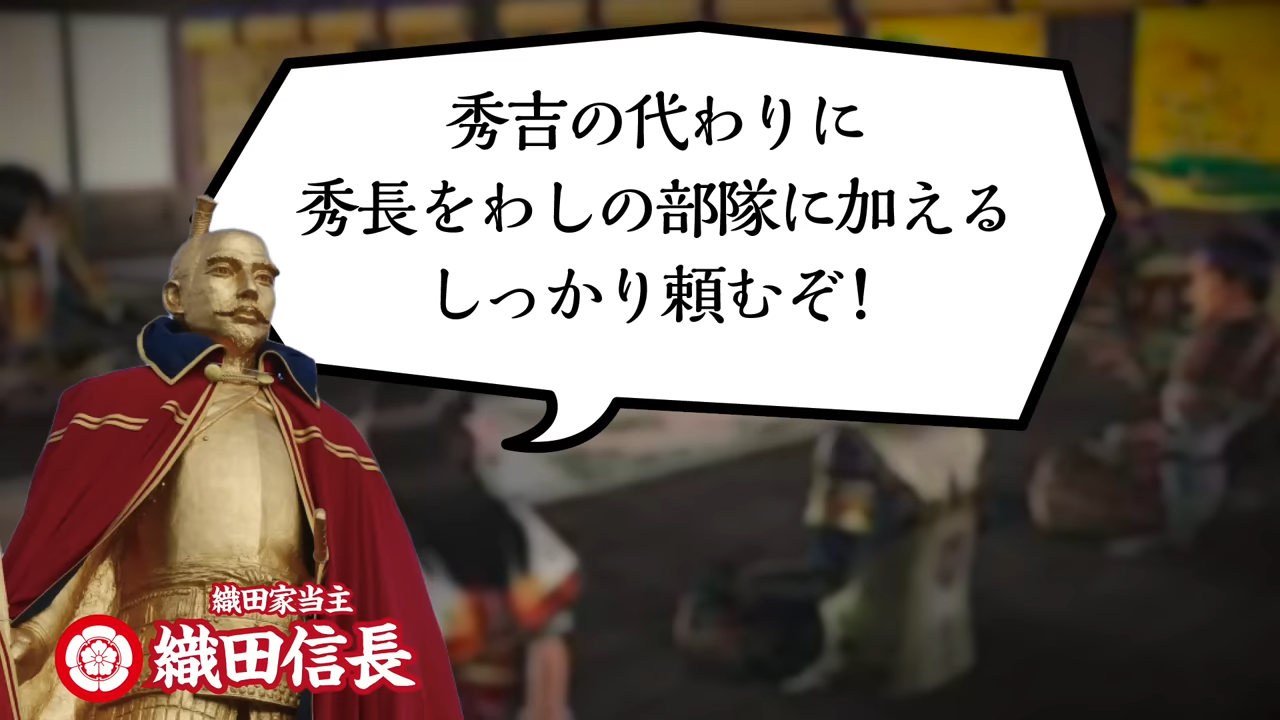 秀吉の代わりに
秀長をわしの部隊に加える
しっかり頼むぞ!
織田家当主
織田信長